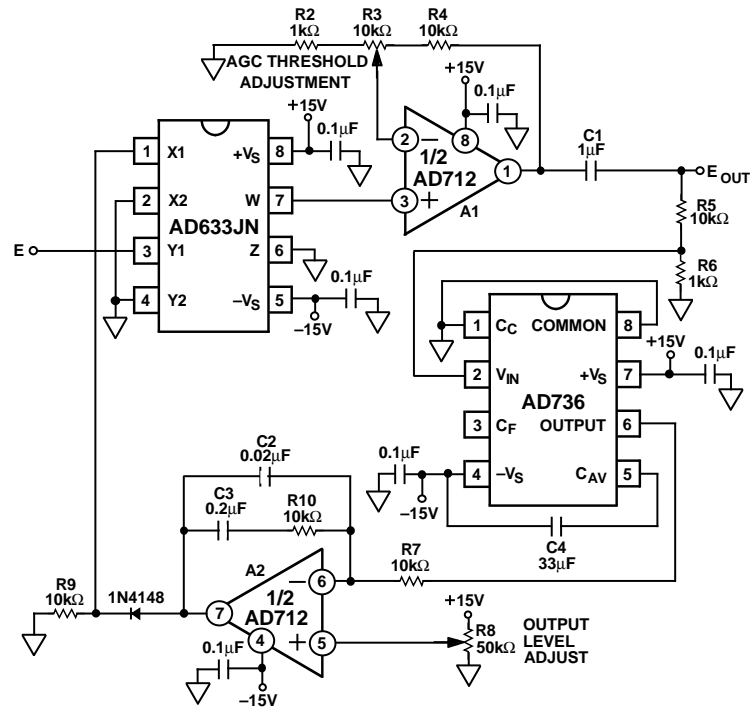 R2
1kΩ
R3
10kΩ
R4
10kΩ
AGC THRESHOLD
ADJUSTMENT
+15V
0.1μF
2
−
1/2
AD712
8
1
3
+
A1
C1
1μF
E OUT
R5
10kΩ
R6
1kΩ
+15V
0.1μF
1
X1
+VS
8
2
X2
W
7
AD633JN
E
3
Y1
Z
6
4
Y2
−VS
5
0.1μF
−15V
1
CC
COMMON
8
2
VIN
+VS
7
AD736
3
CF
OUTPUT
6
4
−VS
CAV
5
+15V
0.1μF
0.1μF
−15V
C4
33μF
C2
0.02μF
C3
0.2μF
R10
10kΩ
R7
10kΩ
R9
10kΩ
1N4148
A2
−
6
7
1/2
AD712
4
+
5
0.1μF
−15V
+15V
R8
50kΩ
OUTPUT
LEVEL
ADJUST